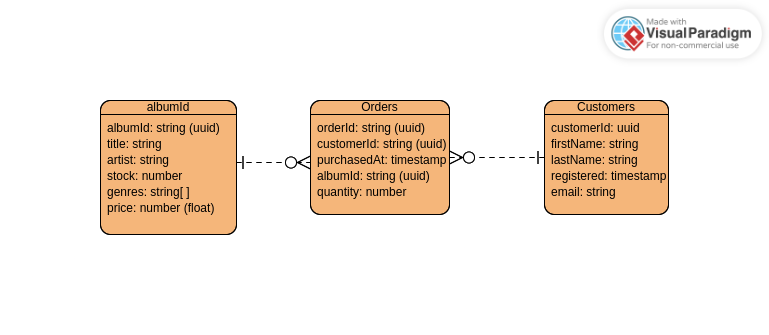 Made with
Visual Paradigm
For non-commercial use
albumId
albumId: string (uuid)
title: string
artist: string
stock: number
genres: string[ ]
price: number (float)
Orders
orderId: string (uuid)
customerId: string (uuid)
purchasedAt: timestamp
albumId: string (uuid)
quantity: number
Customers
customerId: uuid
firstName: string
lastName: string
registered: timestamp
email: string